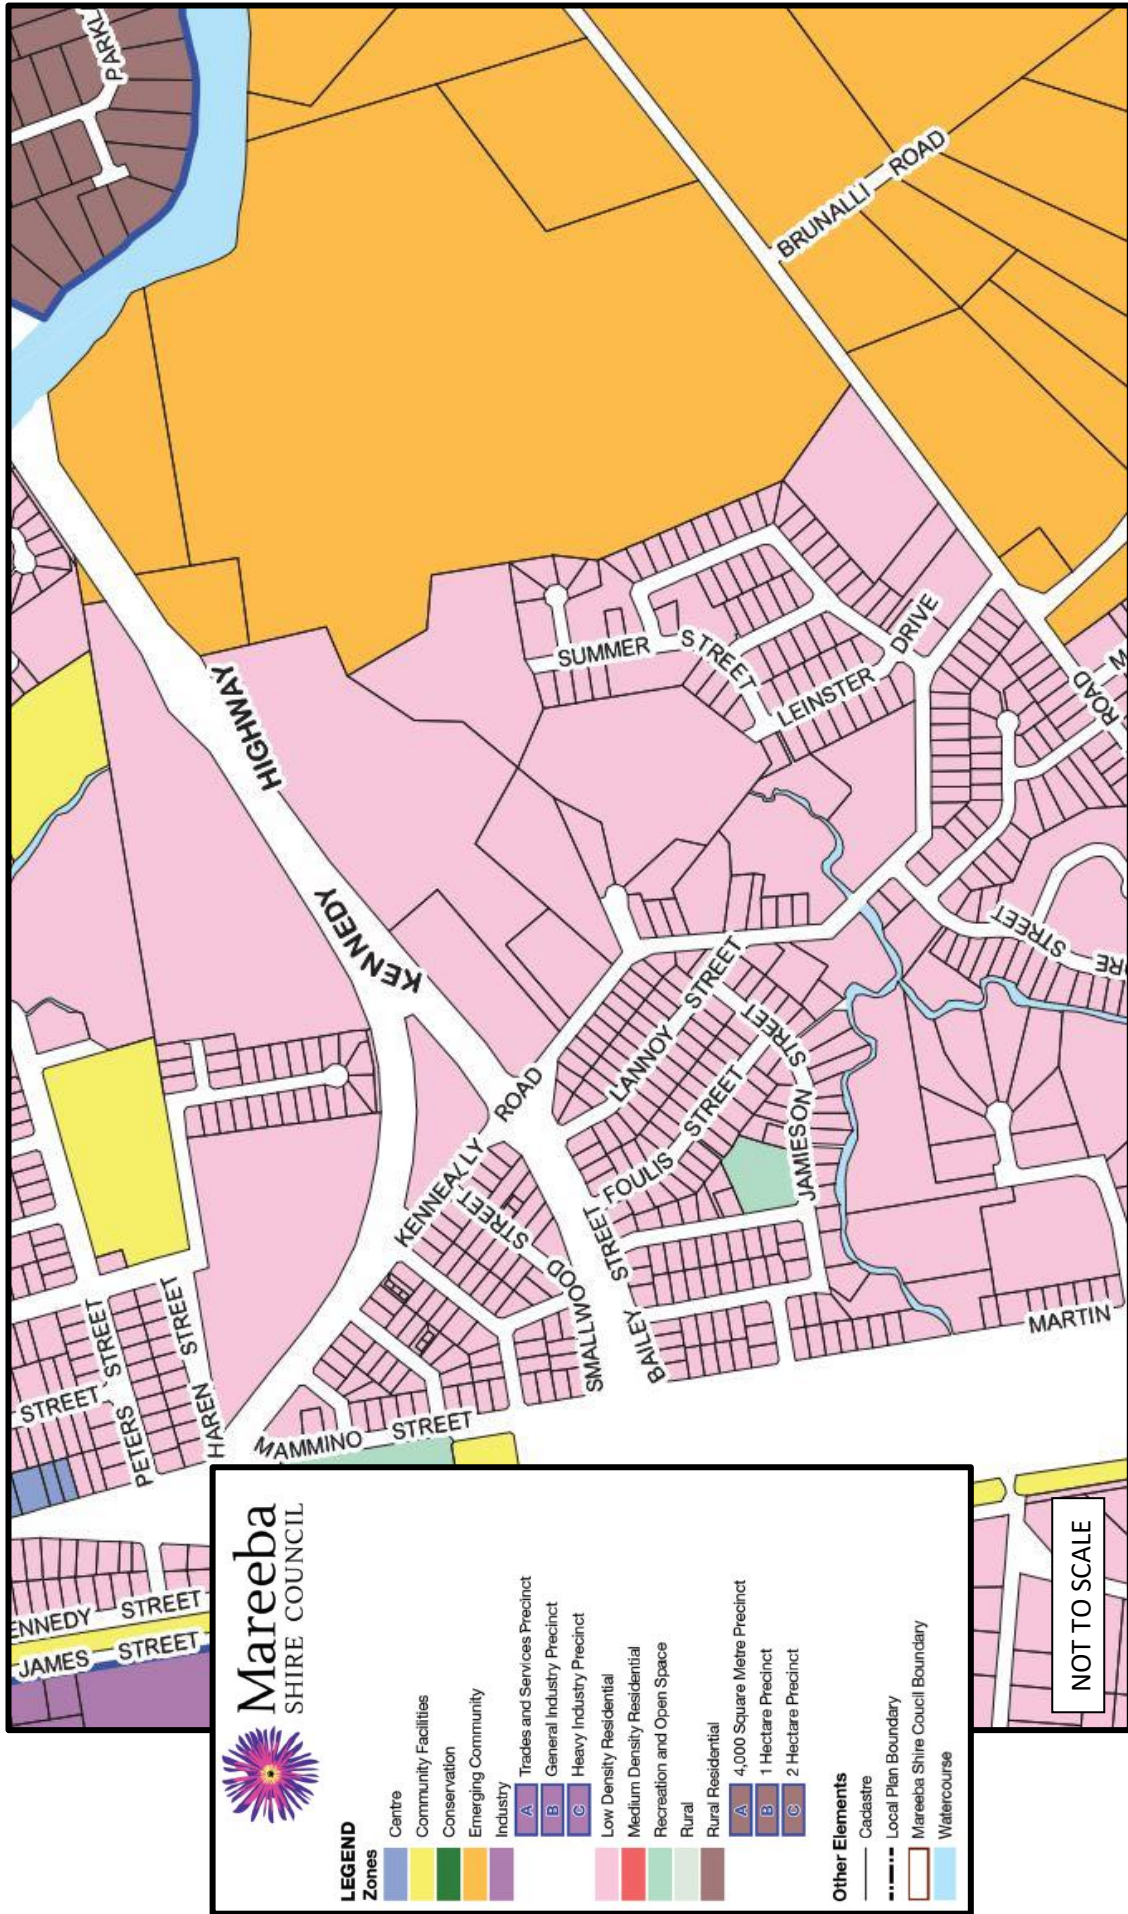 PARKL
BRUNALLI ROAD
HIGHWAY
KENNEDY
SUMMER
STREET
LEINSTER
DRIVE
ROAD
M
STREET
ORE
LANNOY STREET
STREET
JAMIESON
FOULIS STREET
KENNEALLY ROAD
STREET
SMALLWOOD
BAILEY STREET
MARTIN
STREET
PETERS STREET
HAREN STREET
MAMMINO STREET
ENNEDY STREET
JAMES STREET
Mareeba
SHIRE COUNCIL
LEGEND
Zones
Centre
Community Facilities
Conservation
Emerging Community
Industry
A Trades and Services Precinct
B General Industry Precinct
C Heavy Industry Precinct
Low Density Residential
Medium Density Residential
Recreation and Open Space
Rural
Rural Residential
A 4,000 Square Metre Precinct
B 1 Hectare Precinct
C 2 Hectare Precinct
Other Elements
Cadastre
Local Plan Boundary
Mareeba Shire Coucil Boundary
Watercourse
NOT TO SCALE